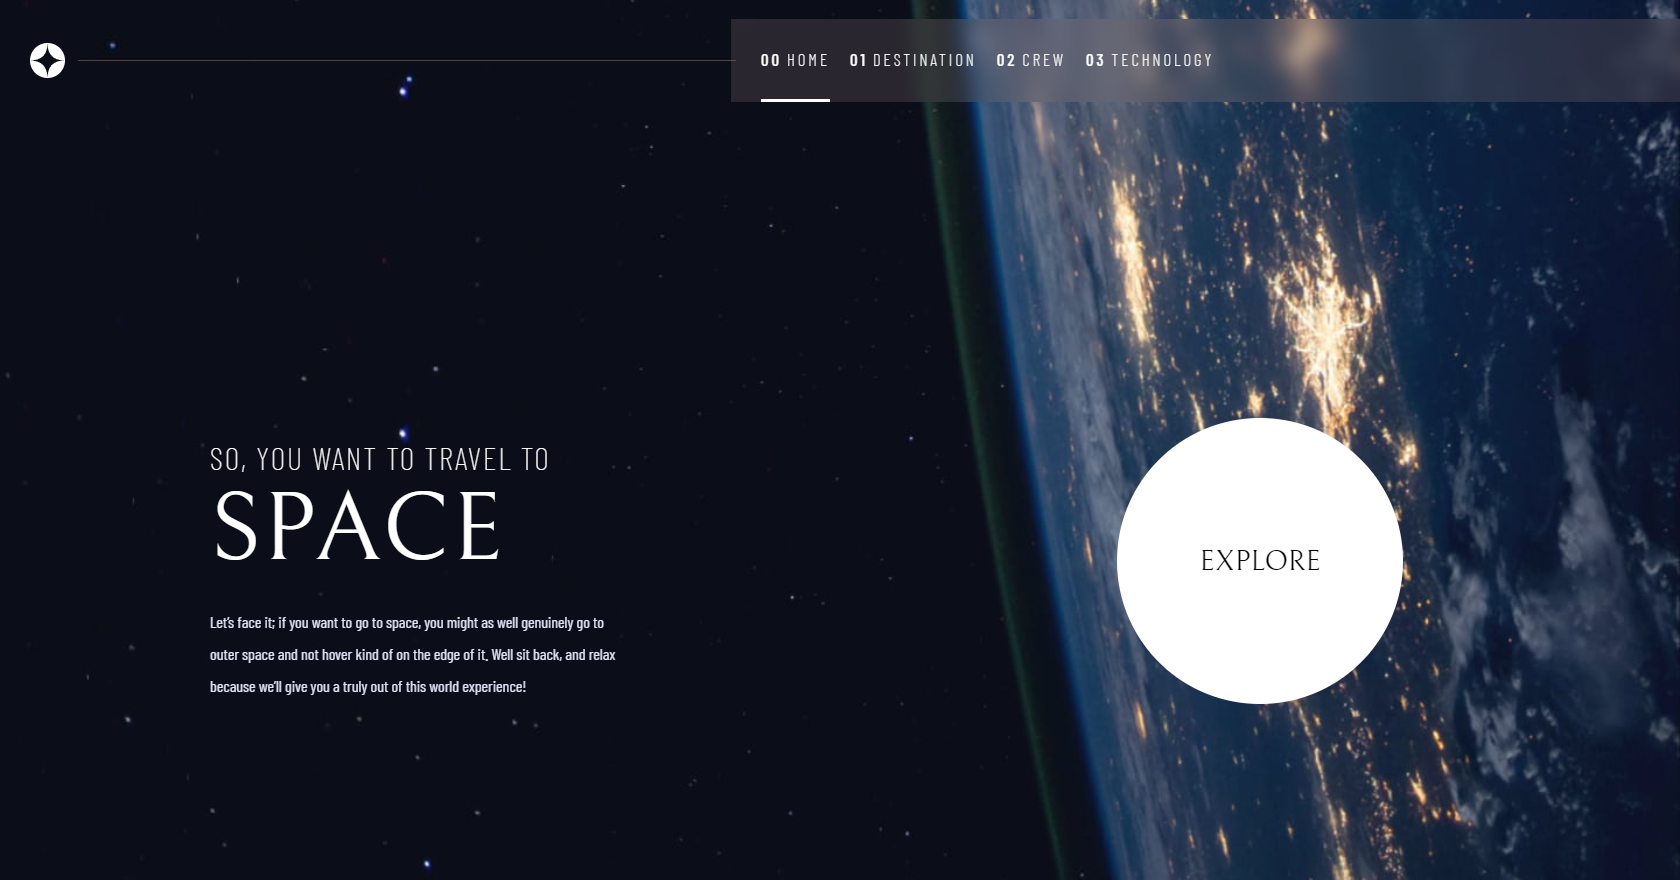 00 HOME 01 DESTINATION 02 CREW 03 TECHNOLOGY
SO, YOU WANT TO TRAVEL TO
SPACE
Let's face it; if you want to go to space, you might as well genuinely go to
outer space and not hover kind of on the edge of it. Well sit back, and relax
because we'll give you a truly out of this world experience!
EXPLORE